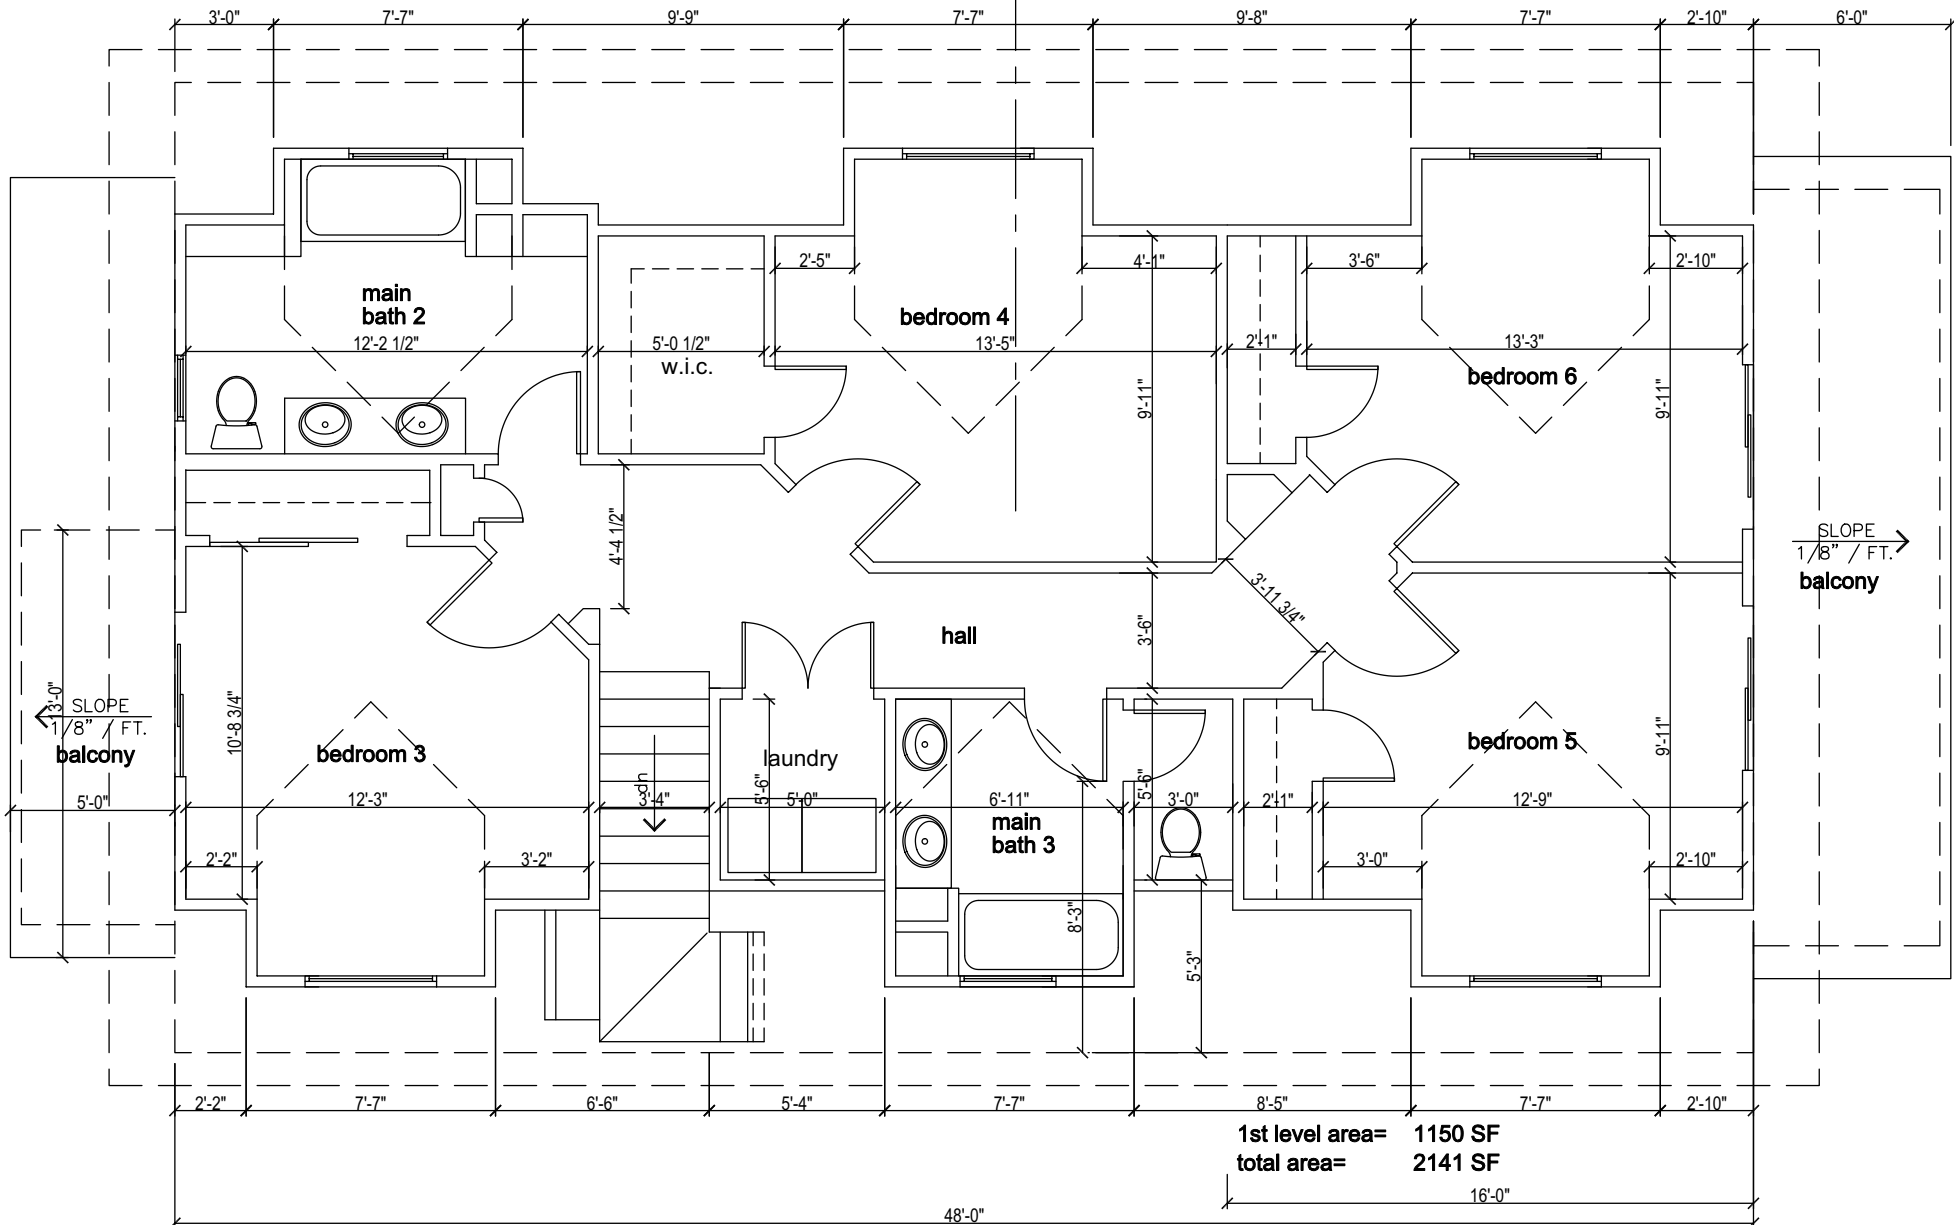 3'-0" 7'-7" 9'-9" 7'-7" 9'-8" 7'-7" 2'-10" 6'-0"
2'-5" 4'-1" 3'-6" 2'-10"
main
bath 2
bedroom 4
12'-2 1/2" 5'-0 1/2" 13'-5" 2'-1" 13'-3"
w.i.c.
bedroom 6
9'-11" 9'-11"
4'-4 1/2"
SLOPE
1/8" / FT.
balcony
3'-11 3/4"
hall
3'-6"
13'-0"
SLOPE
1/8" / FT.
balcony
10'-8 3/4"
bedroom 3
laundry
dn
5'-6"
5'-6"
bedroom 5
9'-11"
5'-0" 12'-3" 3'-4" 5'-0" 6'-11" 3'-0" 2'-1" 12'-9"
main
bath 3
2'-2" 3'-2" 3'-0" 2'-10"
8'-3"
5'-3"
2'-2" 7'-7" 6'-6" 5'-4" 7'-7" 8'-5" 7'-7" 2'-10"
1st level area= 1150 SF
total area= 2141 SF
16'-0"
48'-0"